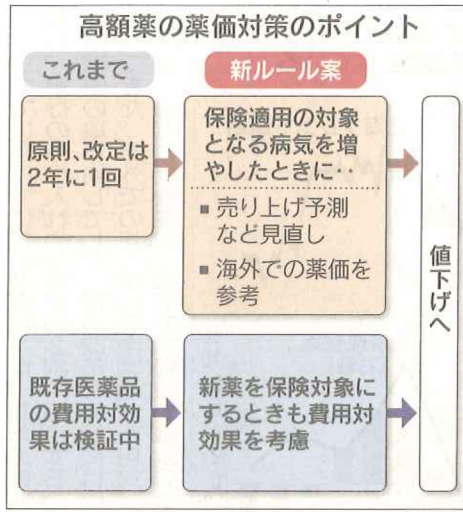 高額薬の薬価対策のポイント
これまで
新ルール案
原則、改定は
2年に1回
保険適用の対象
となる病気を増
やしたときに‥
■ 売り上げ予測
など見直し
■ 海外での薬価を
参考
既存医薬品
の費用対効
果は検証中
新薬を保険対象に
するときも費用対
効果を考慮
値下げへ